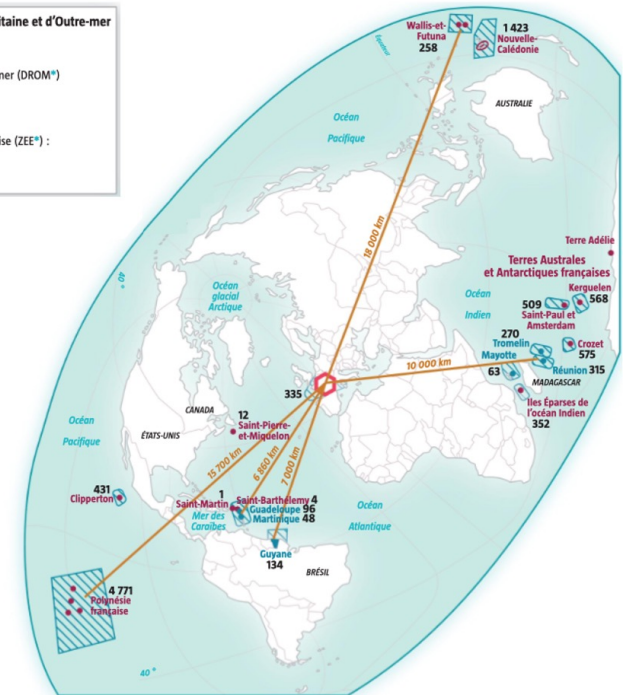 itaine et d'Outre-mer
mer (DROM*)
ise (ZEE*) :
Wallis-et-
Futuna
258
1 423
Nouvelle-
Calédonie
Équateur
AUSTRALIE
Océan
Pacifique
18 000 km
Terre Adélie
Terres Australes
et Antarctiques françaises
Kerguelen
568
509
Saint-Paul et
Amsterdam
Océan
Indien
270
Tromelin
Crozet
575
Mayotte
63
Réunion 315
MADAGASCAR
Iles Éparses de
l'océan Indien
352
10 000 km
40°
Océan
glacial
Arctique
335
CANADA
12
Saint-Pierre-
et-Miquelon
ÉTATS-UNIS
Océan
Pacifique
15 700 km
6 860 km
7 000 km
431
Clipperton
1
Saint-Martin
Saint-Barthélemy 4
Guadeloupe 96
Martinique 48
Mer des
Caraïbes
Océan
Atlantique
Guyane
134
BRÉSIL
4 771
Polynésie
française
40°